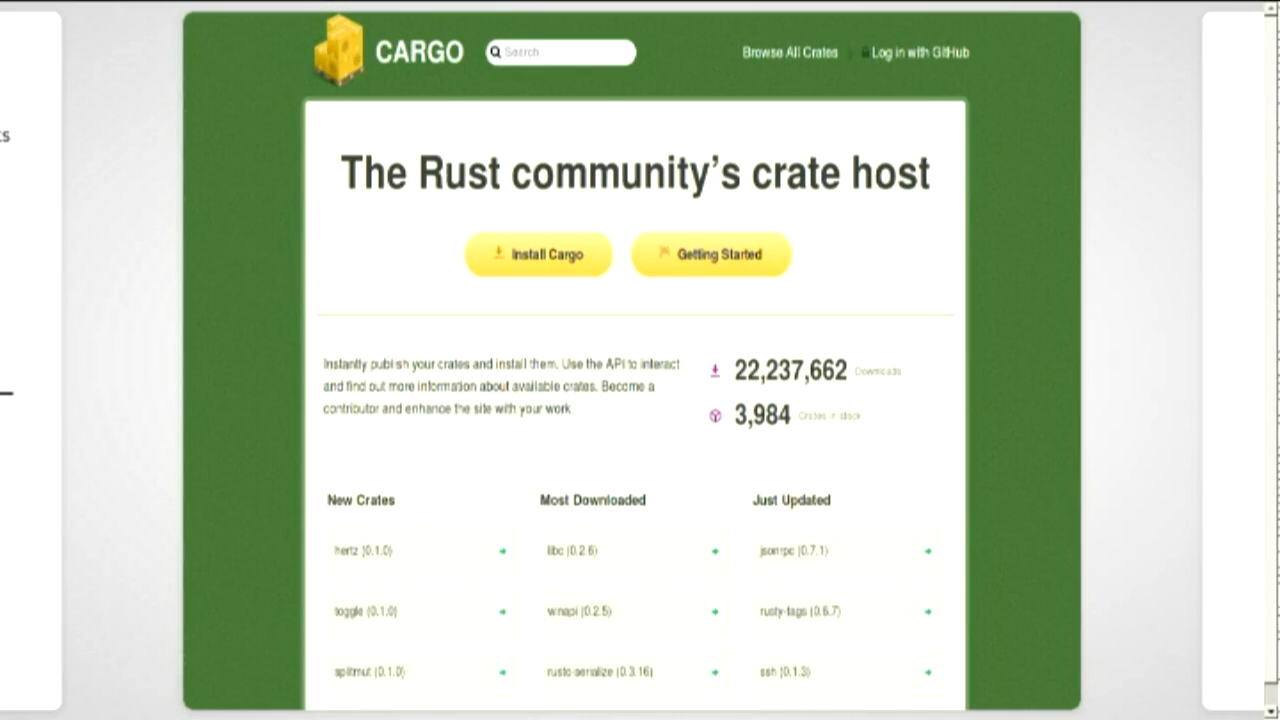 CARGO
Search
Browse All Crates
Log in with GitHub
The Rust community's crate host
Install Cargo
Getting Started
Instantly publish your crates and install them. Use the API to interact
and find out more information about available crates. Become a
contributor and enhance the site with your work.
22,237,662 Downloads
3,984 Crates in stock
New Crates
Most Downloaded
Just Updated
hertz (0.1.0)
libc (0.2.6)
jsonrpc (0.7.1)
toggle (0.1.0)
winapi (0.2.5)
rusty-tags (0.6.7)
splitmut (0.1.0)
rustc-serialize (0.3.16)
ssh (0.1.3)